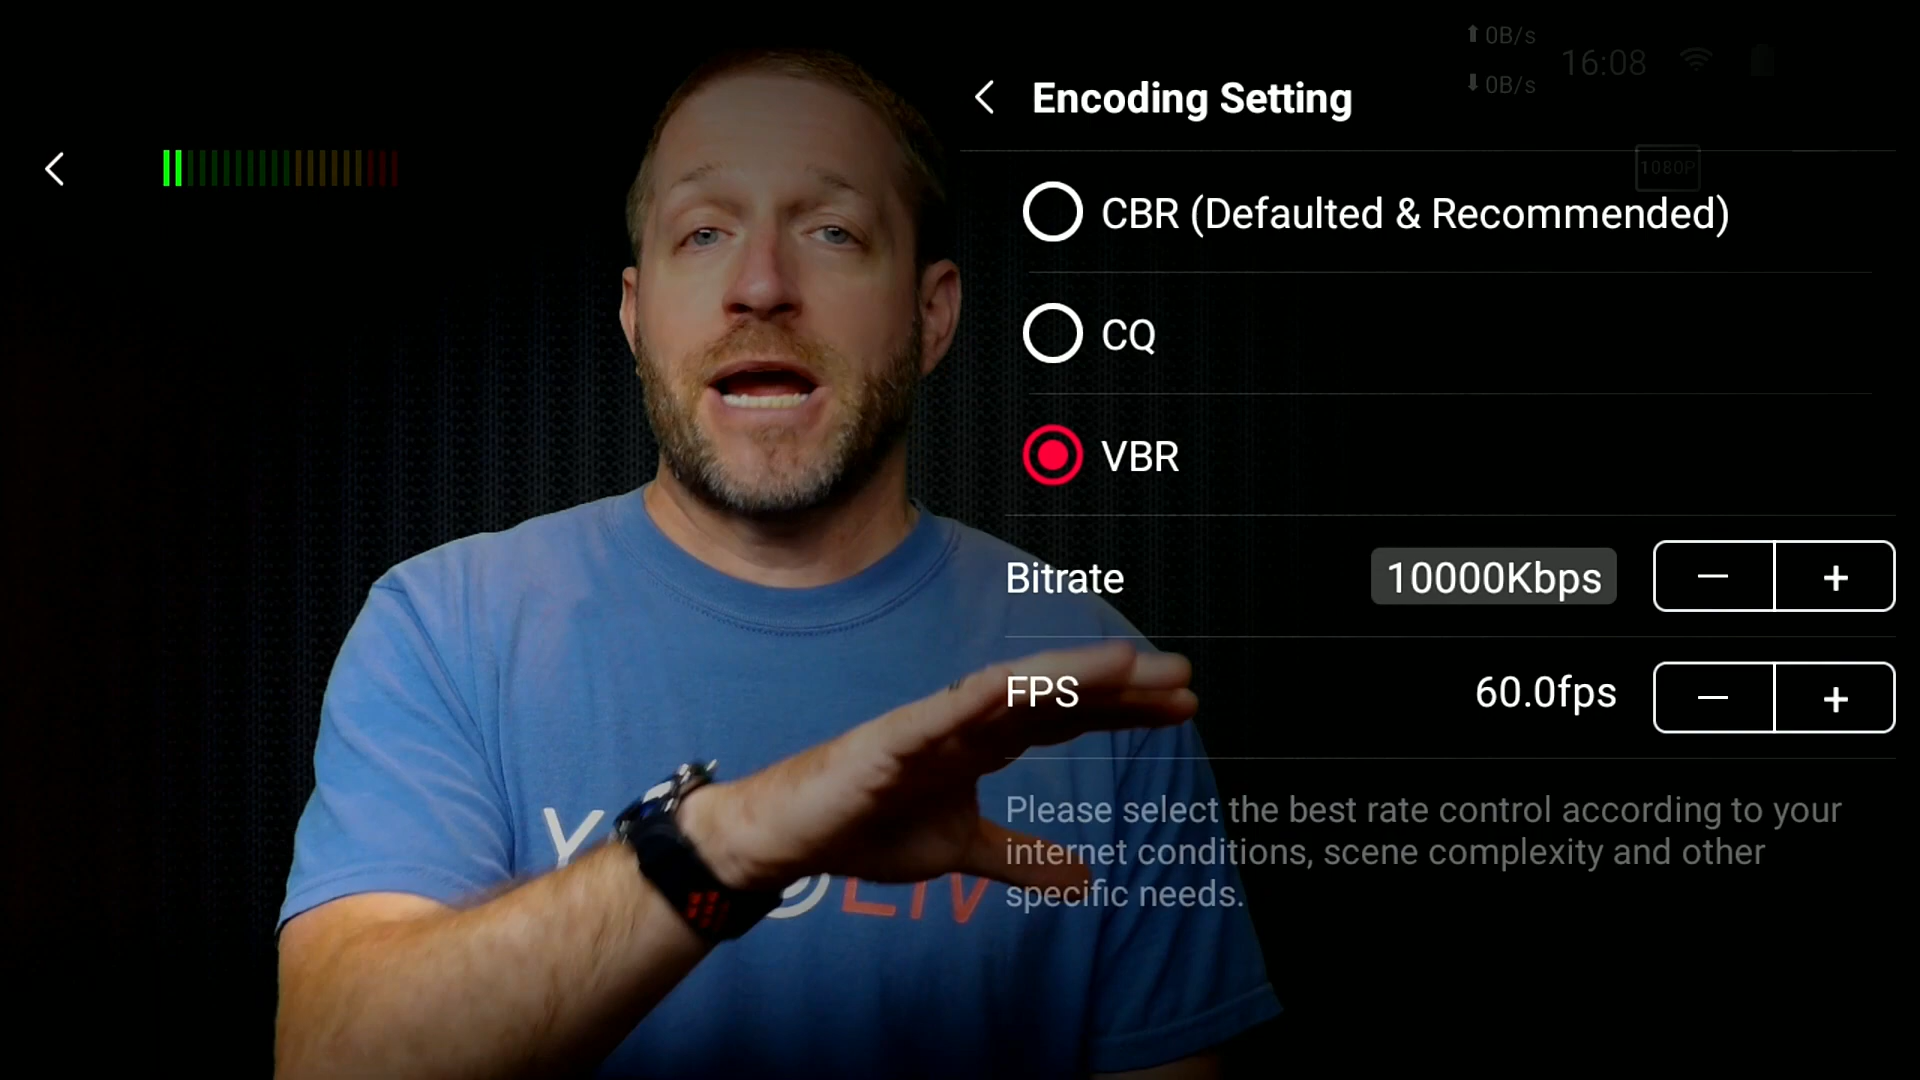 0B/s
0B/s
16:08
Encoding Setting
1080P
CBR (Defaulted & Recommended)
CQ
VBR
Bitrate 10000Kbps − +
FPS 60.0fps − +
Please select the best rate control according to your
internet conditions, scene complexity and other
specific needs.